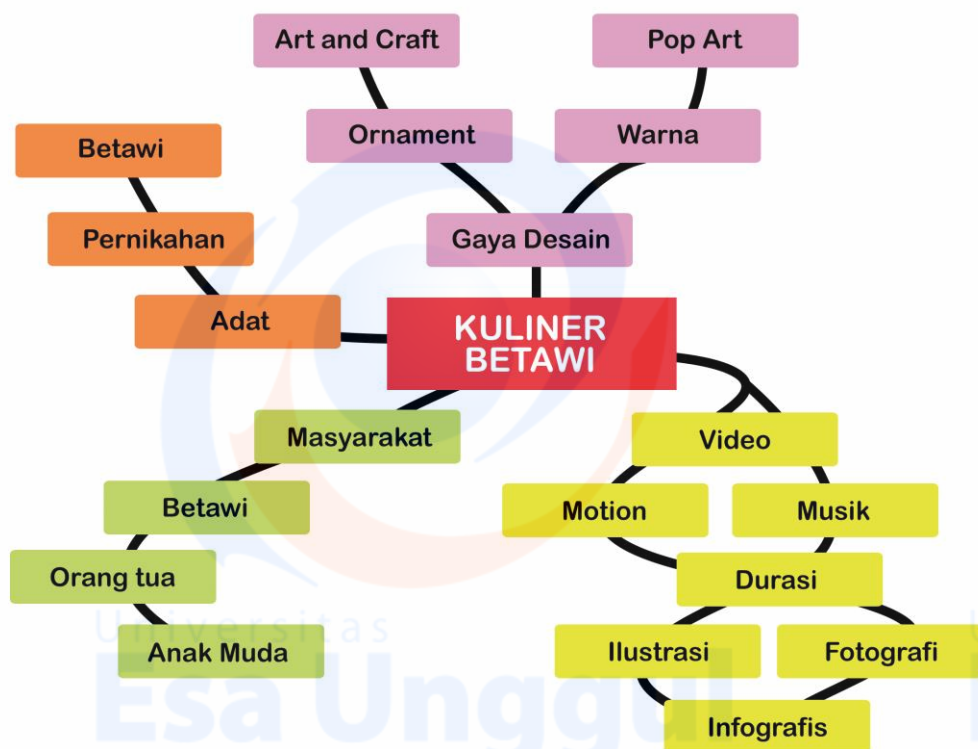 Art and Craft
Pop Art
Ornament
Warna
Betawi
Pernikahan
Gaya Desain
Adat
KULINER
BETAWI
Masyarakat
Video
Betawi
Motion
Musik
Orang tua
Durasi
Anak Muda
Ilustrasi
Fotografi
Infografis
Universitas
Esa Unggul